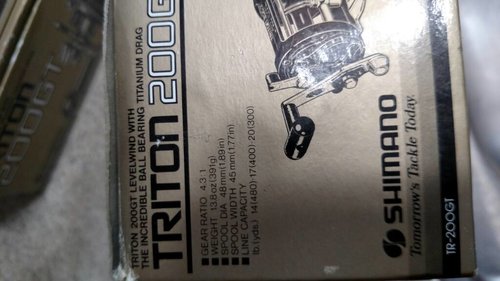 TRITON 200GT LEVELWIND WITH
THE INCREDIBLE BALL BEARING TITANIUM DRAG
TRITON 200G
■ GEAR RATIO 4.3:1
■ WEIGHT 13.8oz(391g)
■ SPOOL DIA 48mm(1.89in)
■ SPOOL WIDTH 45mm(1.77in)
■ LINE CAPACITY
lb.(yds) 14(480)·17(400)·20(300)
SHIMANO
Tomorrow's Tackle Today.
TR-200GT
TRITON
200GT